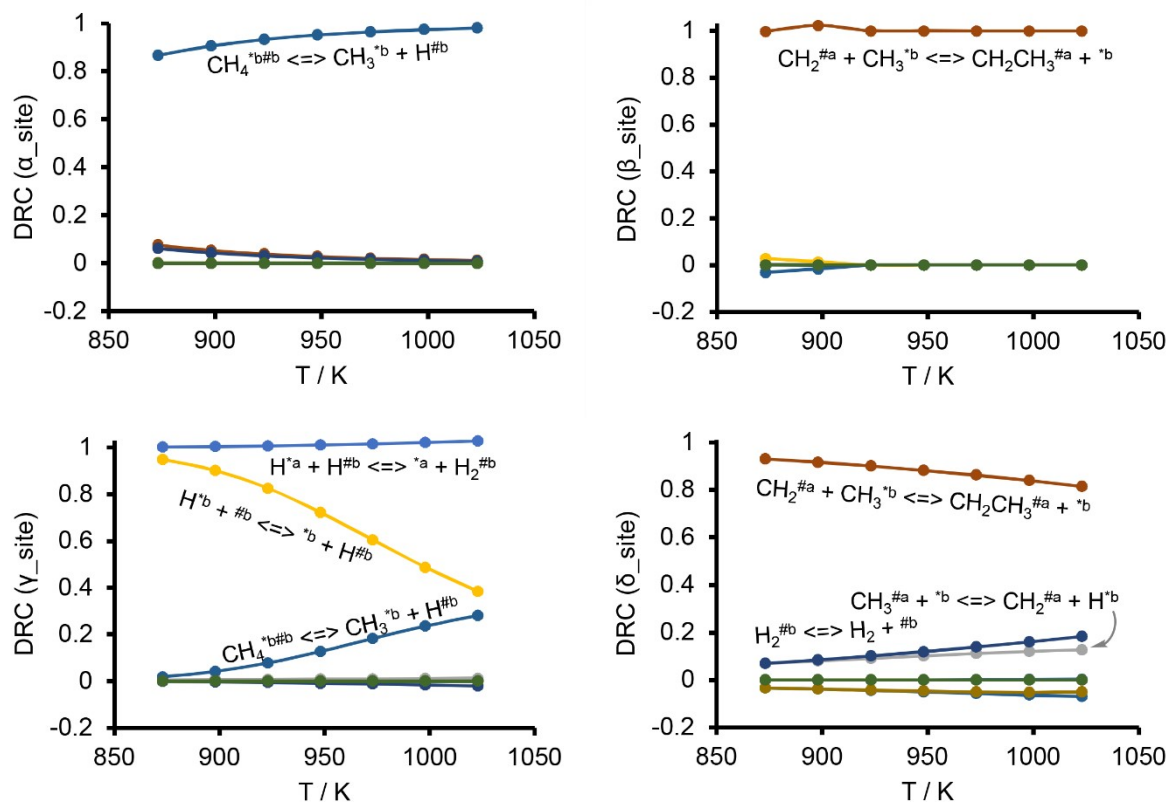 DRC (α_site)
1
0.8
0.6
0.4
0.2
0
-0.2
CH₄*b#b <=> CH₃*b + H#b
850 900 950 1000 1050
T / K
DRC (β_site)
1
0.8
0.6
0.4
0.2
0
-0.2
CH₂#a + CH₃*b <=> CH₂CH₃#a + *b
850 900 950 1000 1050
T / K
DRC (γ_site)
1
0.8
0.6
0.4
0.2
0
-0.2
H*a + H#b <=> *a + H₂#b
H*b + #b <=> *b + H#b
CH₄*b#b <=> CH₃*b + H#b
850 900 950 1000 1050
T / K
DRC (δ_site)
1
0.8
0.6
0.4
0.2
0
-0.2
CH₂#a + CH₃*b <=> CH₂CH₃#a + *b
CH₃#a + *b <=> CH₂#a + H*b
H₂#b <=> H₂ + #b
850 900 950 1000 1050
T / K